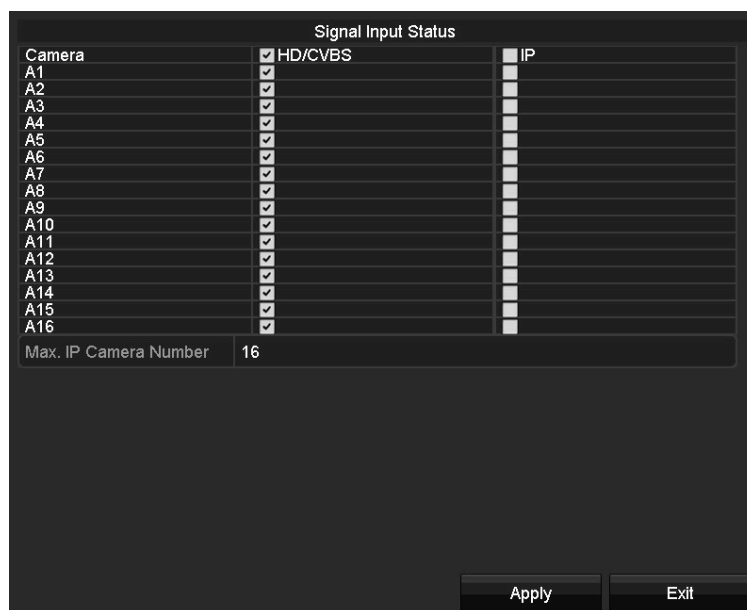 Signal Input Status
Camera HD/CVBS IP
A1
A2
A3
A4
A5
A6
A7
A8
A9
A10
A11
A12
A13
A14
A15
A16
Max. IP Camera Number 16
Apply Exit